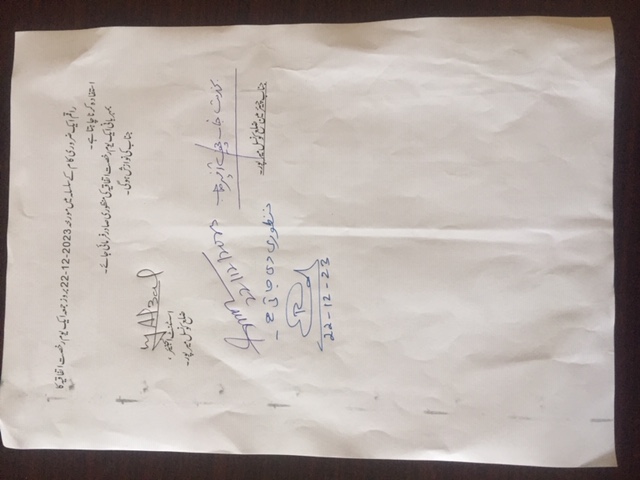 راقم ایک ضروری کام کے سلسلہ میں مورخہ 22-12-2023 بروز جمعہ ایک یوم رخصت اتفاقیہ کا
استفادہ کرنا چاہتا ہے۔
بمہربانی ایک یوم رخصت اتفاقیہ کی منظوری صادر فرمائی جائے۔
جناب کی نوازش ہوگی۔
Afzal
اسسٹنٹ انجینئر،
ضلع کونسل میرپور۔
بخدمت جناب چیف آفیسر
22/12/2023
جناب چیئرمین ضلع کونسل میرپور۔
منظوری دی جاتی ہے۔
22-12-23